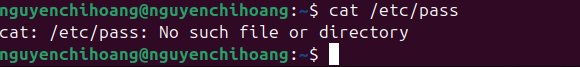 nguyenchihoang@nguyenchihoang:~$ cat /etc/pass
cat: /etc/pass: No such file or directory
nguyenchihoang@nguyenchihoang:~$